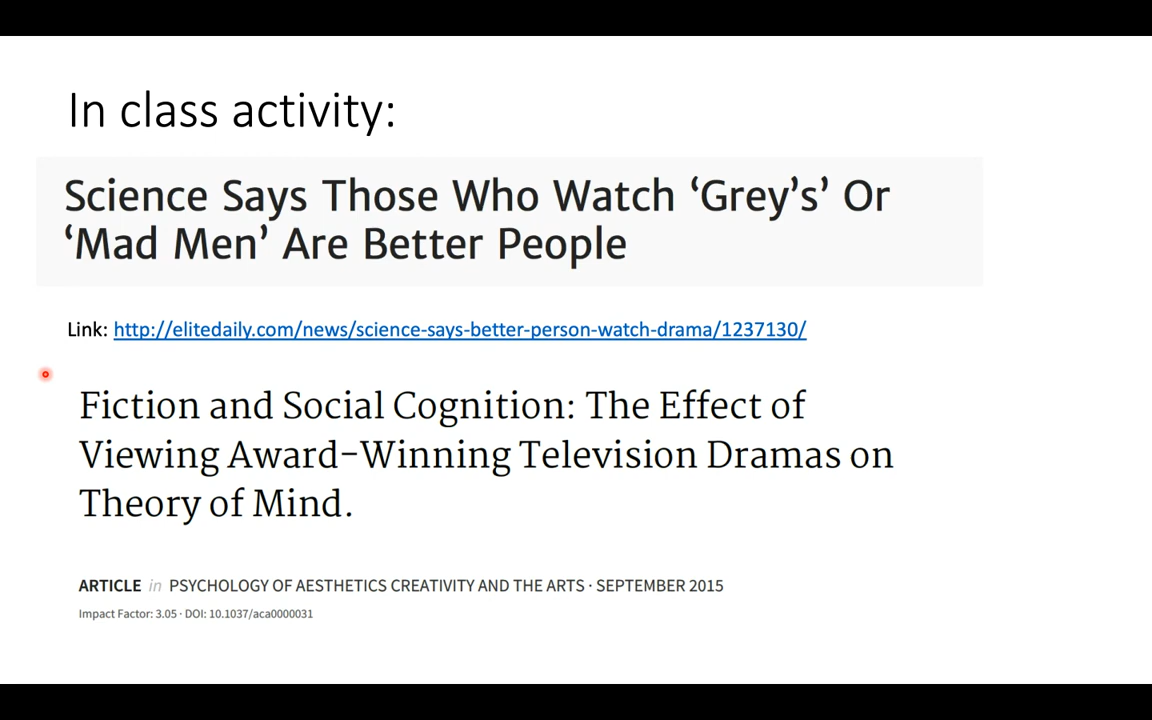 In class activity:
Science Says Those Who Watch ‘Grey’s’ Or
‘Mad Men’ Are Better People
Link: http://elitedaily.com/news/science-says-better-person-watch-drama/1237130/
Fiction and Social Cognition: The Effect of
Viewing Award-Winning Television Dramas on
Theory of Mind.
ARTICLE in PSYCHOLOGY OF AESTHETICS CREATIVITY AND THE ARTS · SEPTEMBER 2015
Impact Factor: 3.05 · DOI: 10.1037/aca0000031